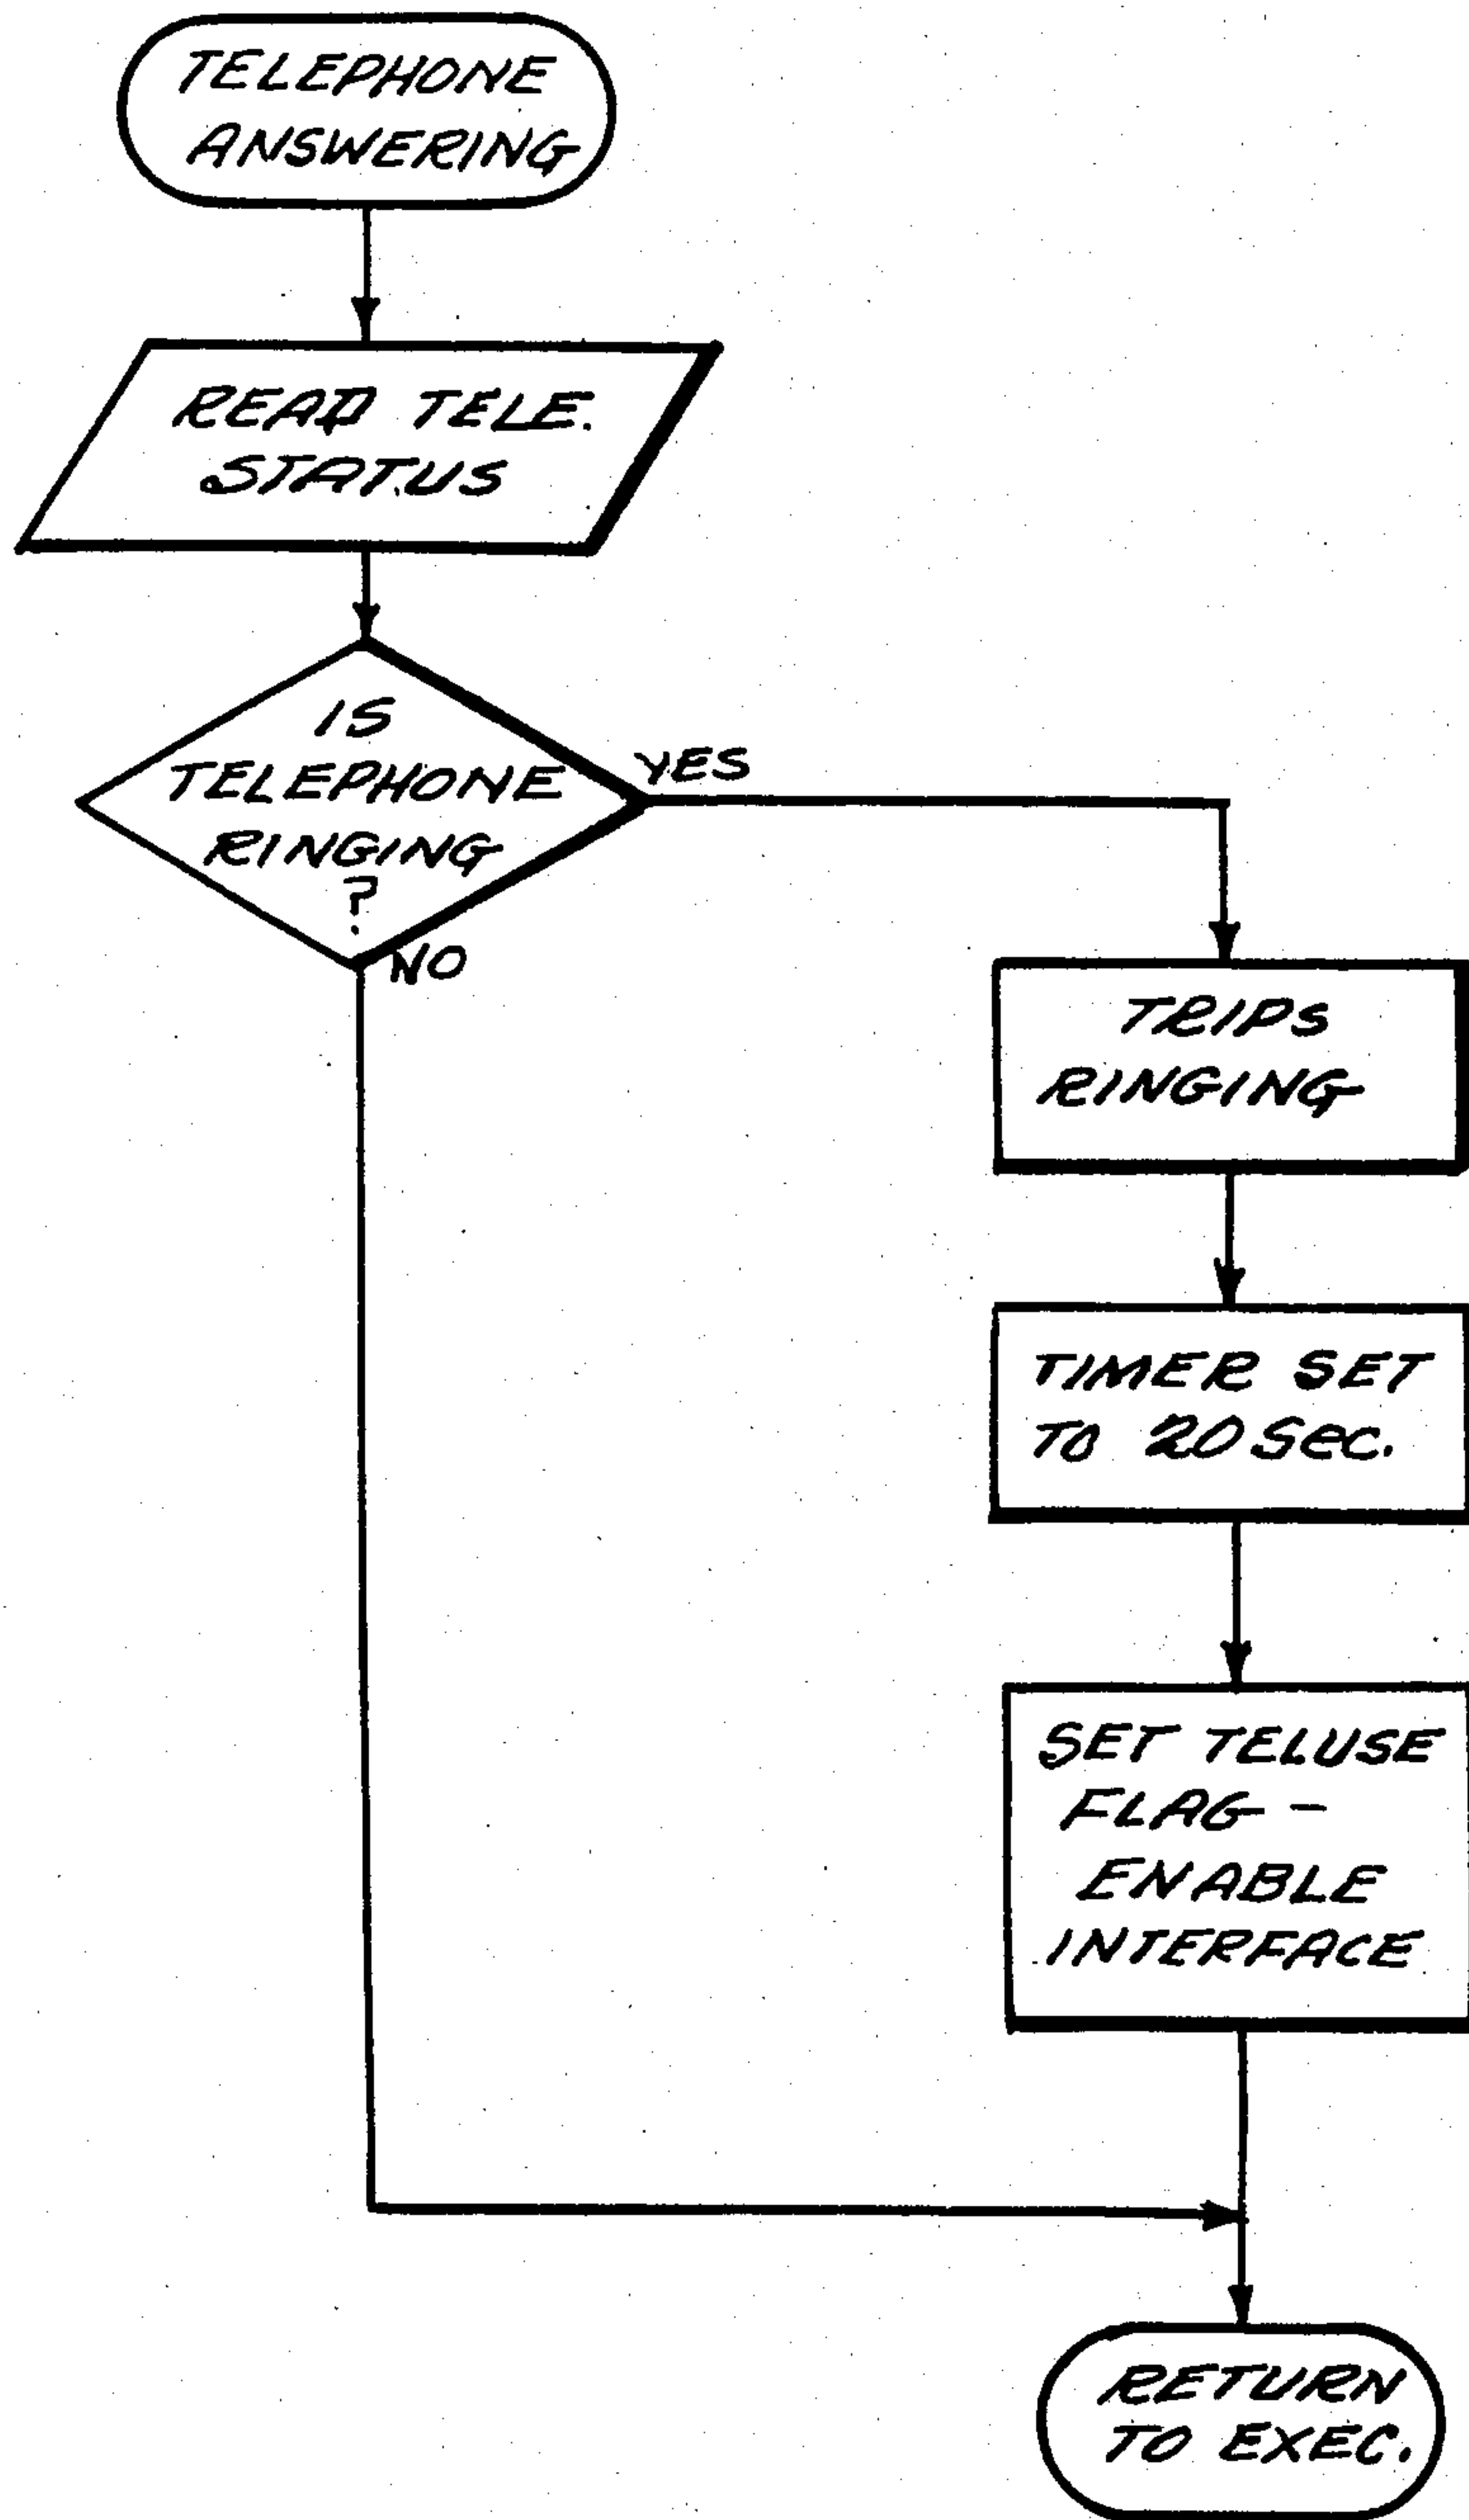 TELEPHONE
ANSWERING
READ TELE.
STATUS
IS
TELEPHONE
RINGING
?
YES
NO
TRIPS
RINGING
TIMER SET
TO 20 Sec.
SET TELUSE
FLAG -
ENABLE
INTERFACE
RETURN
TO EXEC.